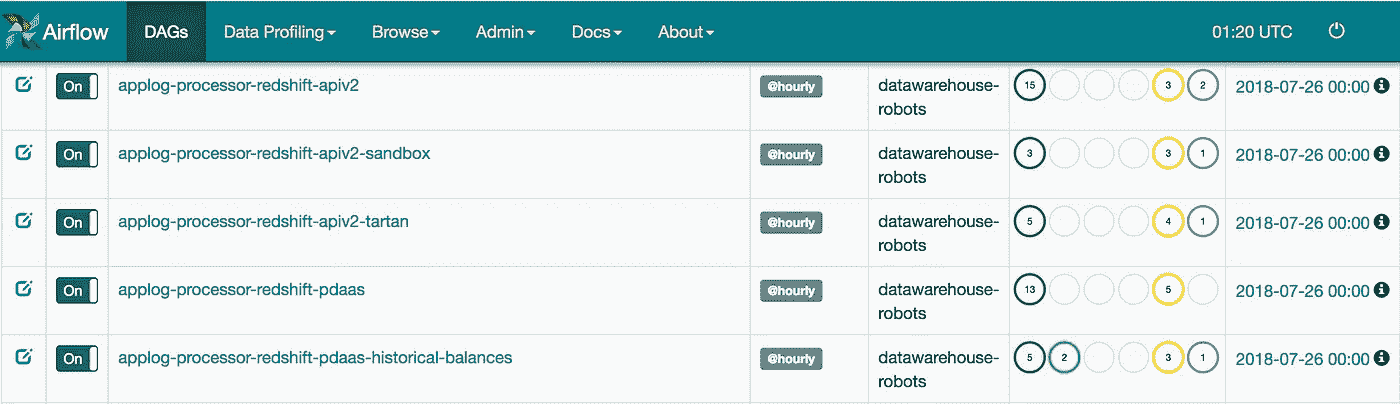 Airflow DAGs Data Profiling Browse Admin Docs About 01:20 UTC
On applog-processor-redshift-apiv2 @hourly datawarehouse-robots 15 3 2 2018-07-26 00:00
On applog-processor-redshift-apiv2-sandbox @hourly datawarehouse-robots 3 3 1 2018-07-26 00:00
On applog-processor-redshift-apiv2-tartan @hourly datawarehouse-robots 5 4 1 2018-07-26 00:00
On applog-processor-redshift-pdaas @hourly datawarehouse-robots 13 5 2018-07-26 00:00
On applog-processor-redshift-pdaas-historical-balances @hourly datawarehouse-robots 5 2 3 1 2018-07-26 00:00